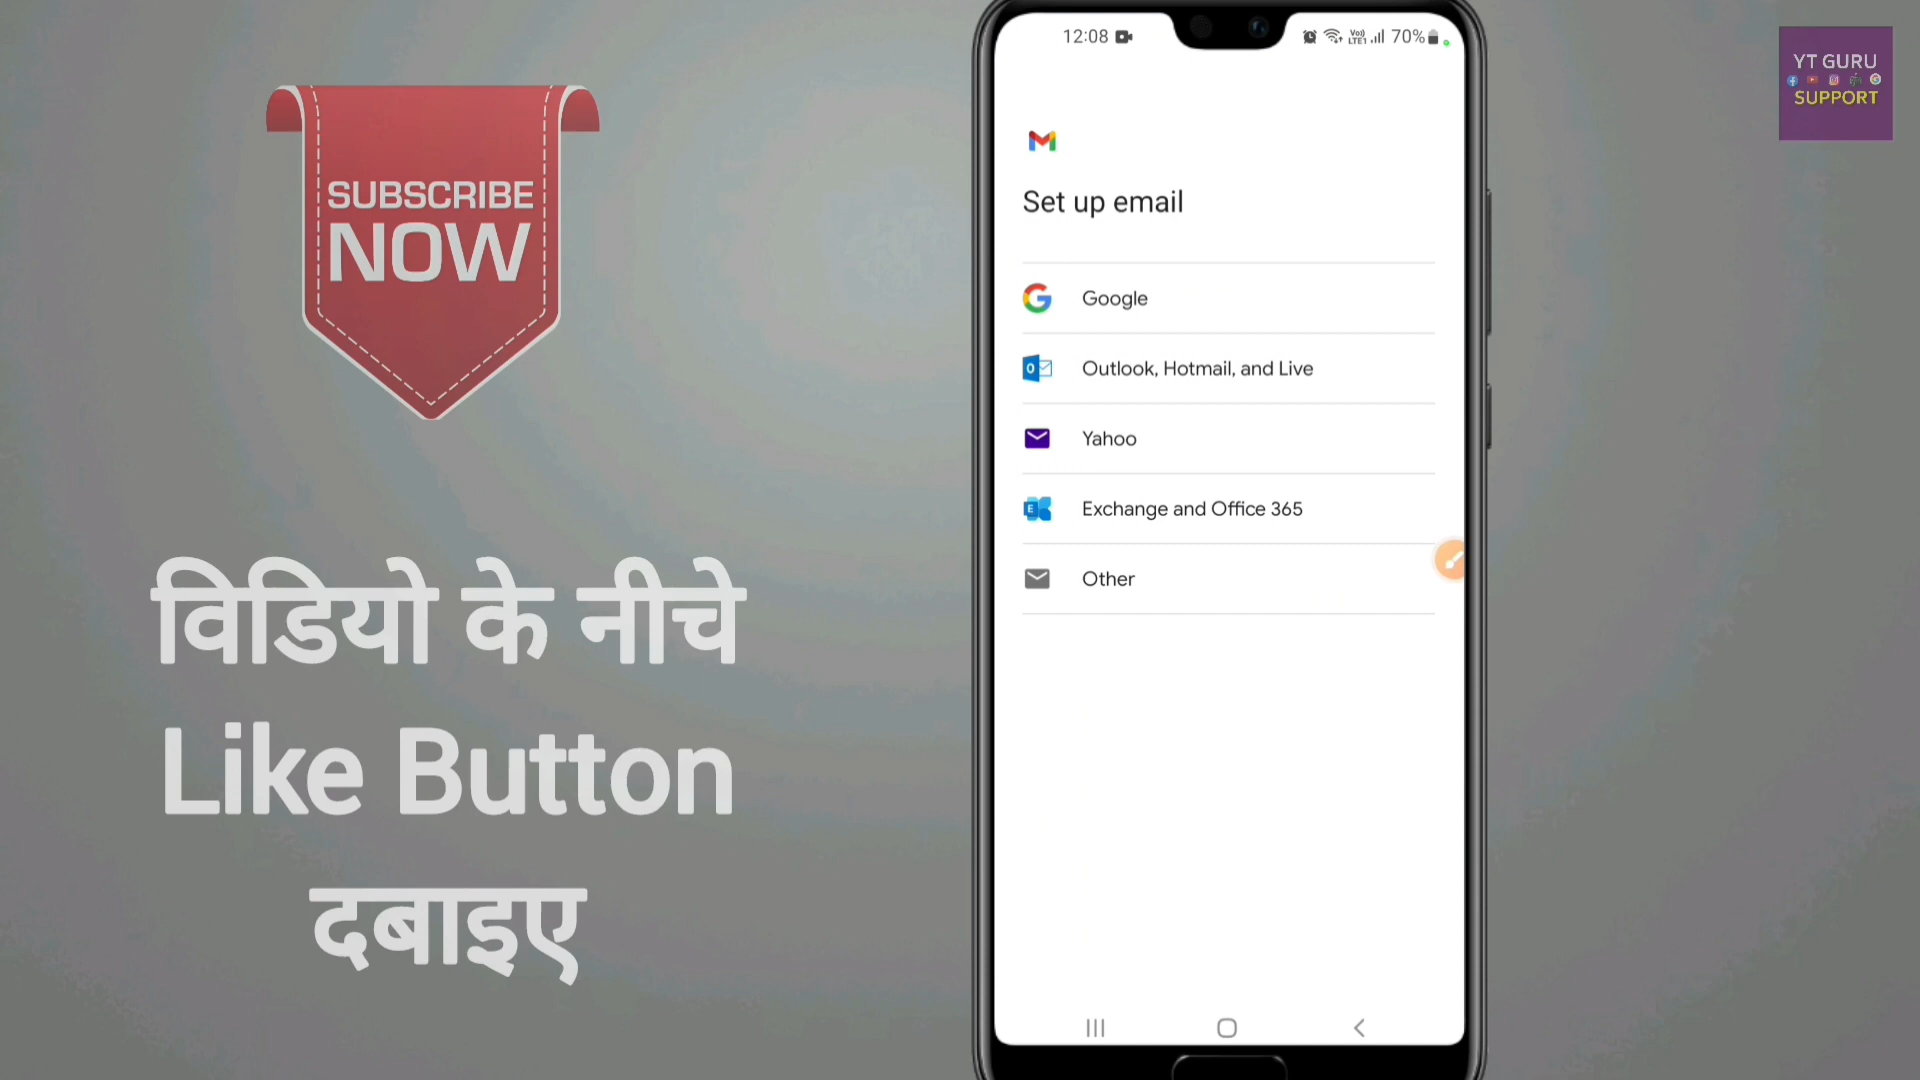 SUBSCRIBE
NOW
विडियो के नीचे
Like Button
दबाइए
12:08
70%
Set up email
Google
Outlook, Hotmail, and Live
Yahoo
Exchange and Office 365
Other
YT GURU
SUPPORT